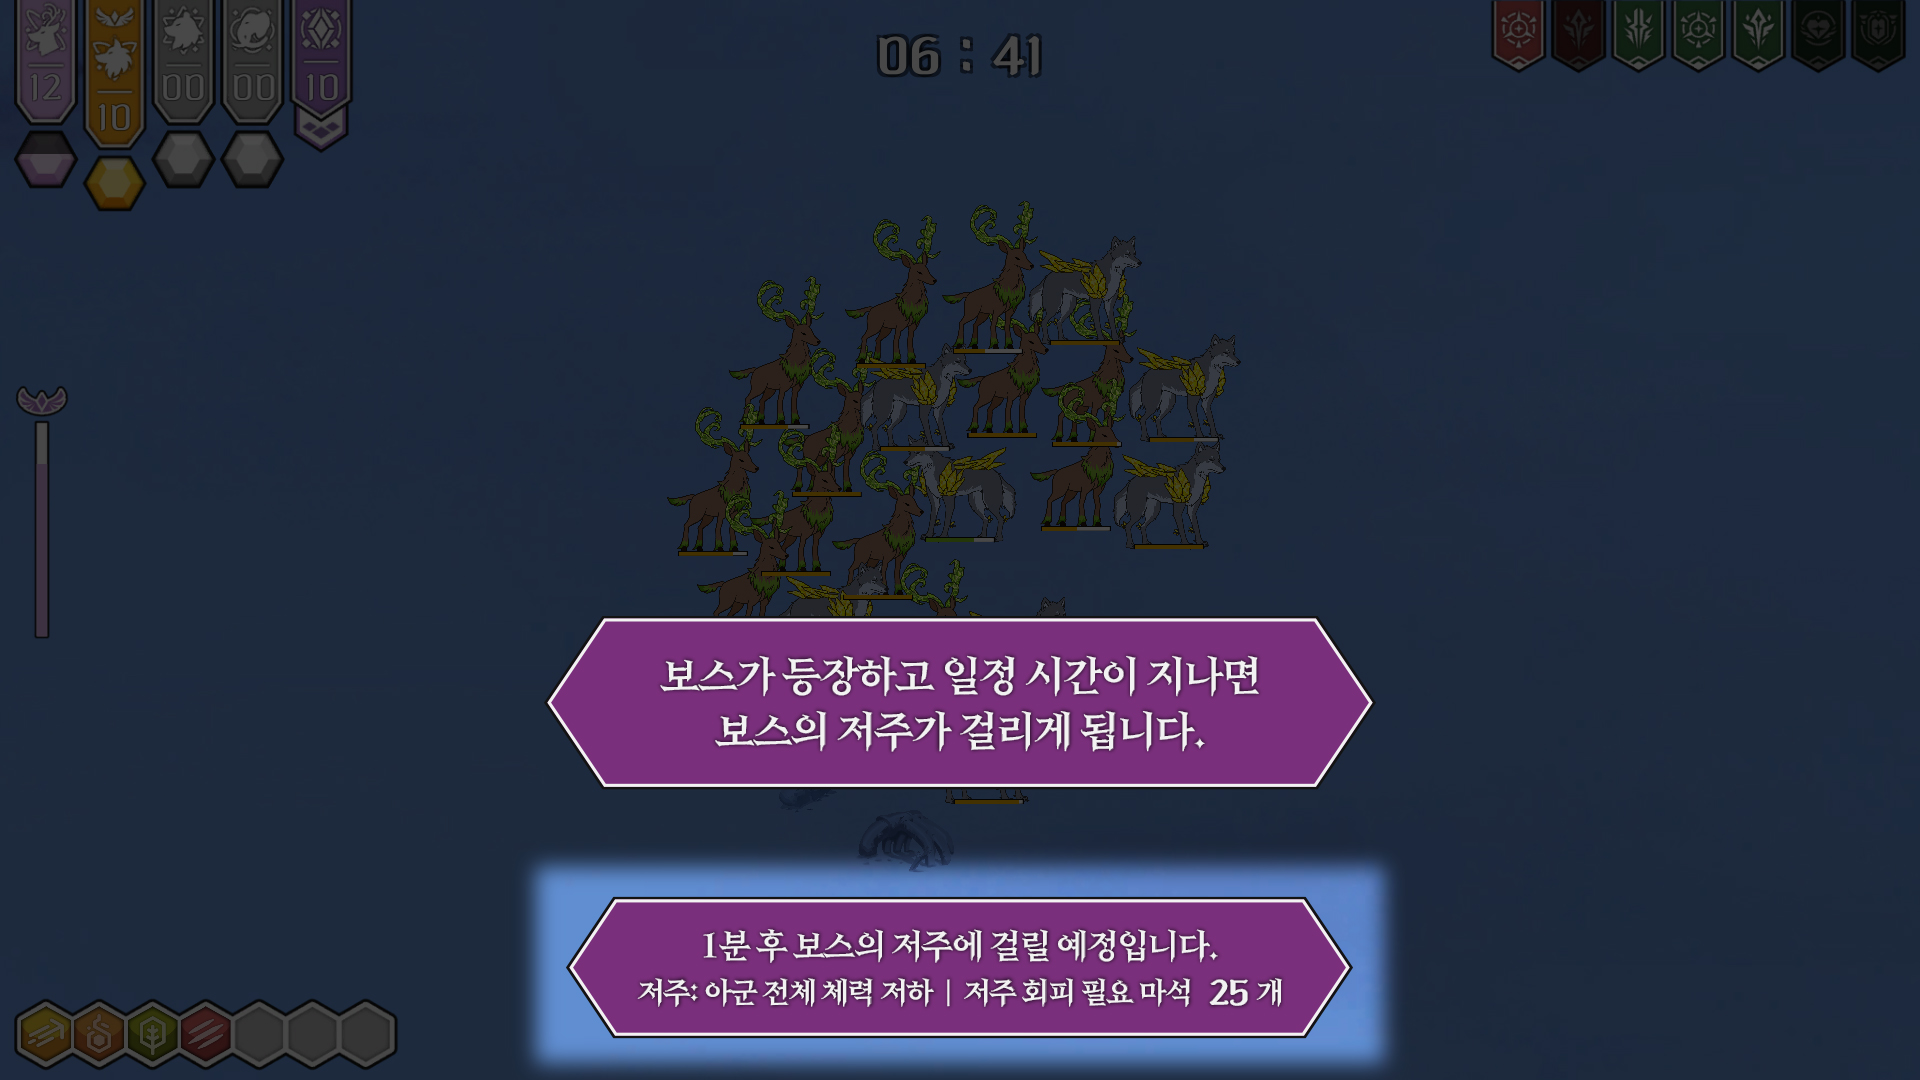 12
10
00
00
10
06 : 41
보스가 등장하고 일정 시간이 지나면
보스의 저주가 걸리게 됩니다.
1분 후 보스의 저주에 걸릴 예정입니다.
저주: 아군 전체 체력 저하 | 저주 회피 필요 마석 25 개